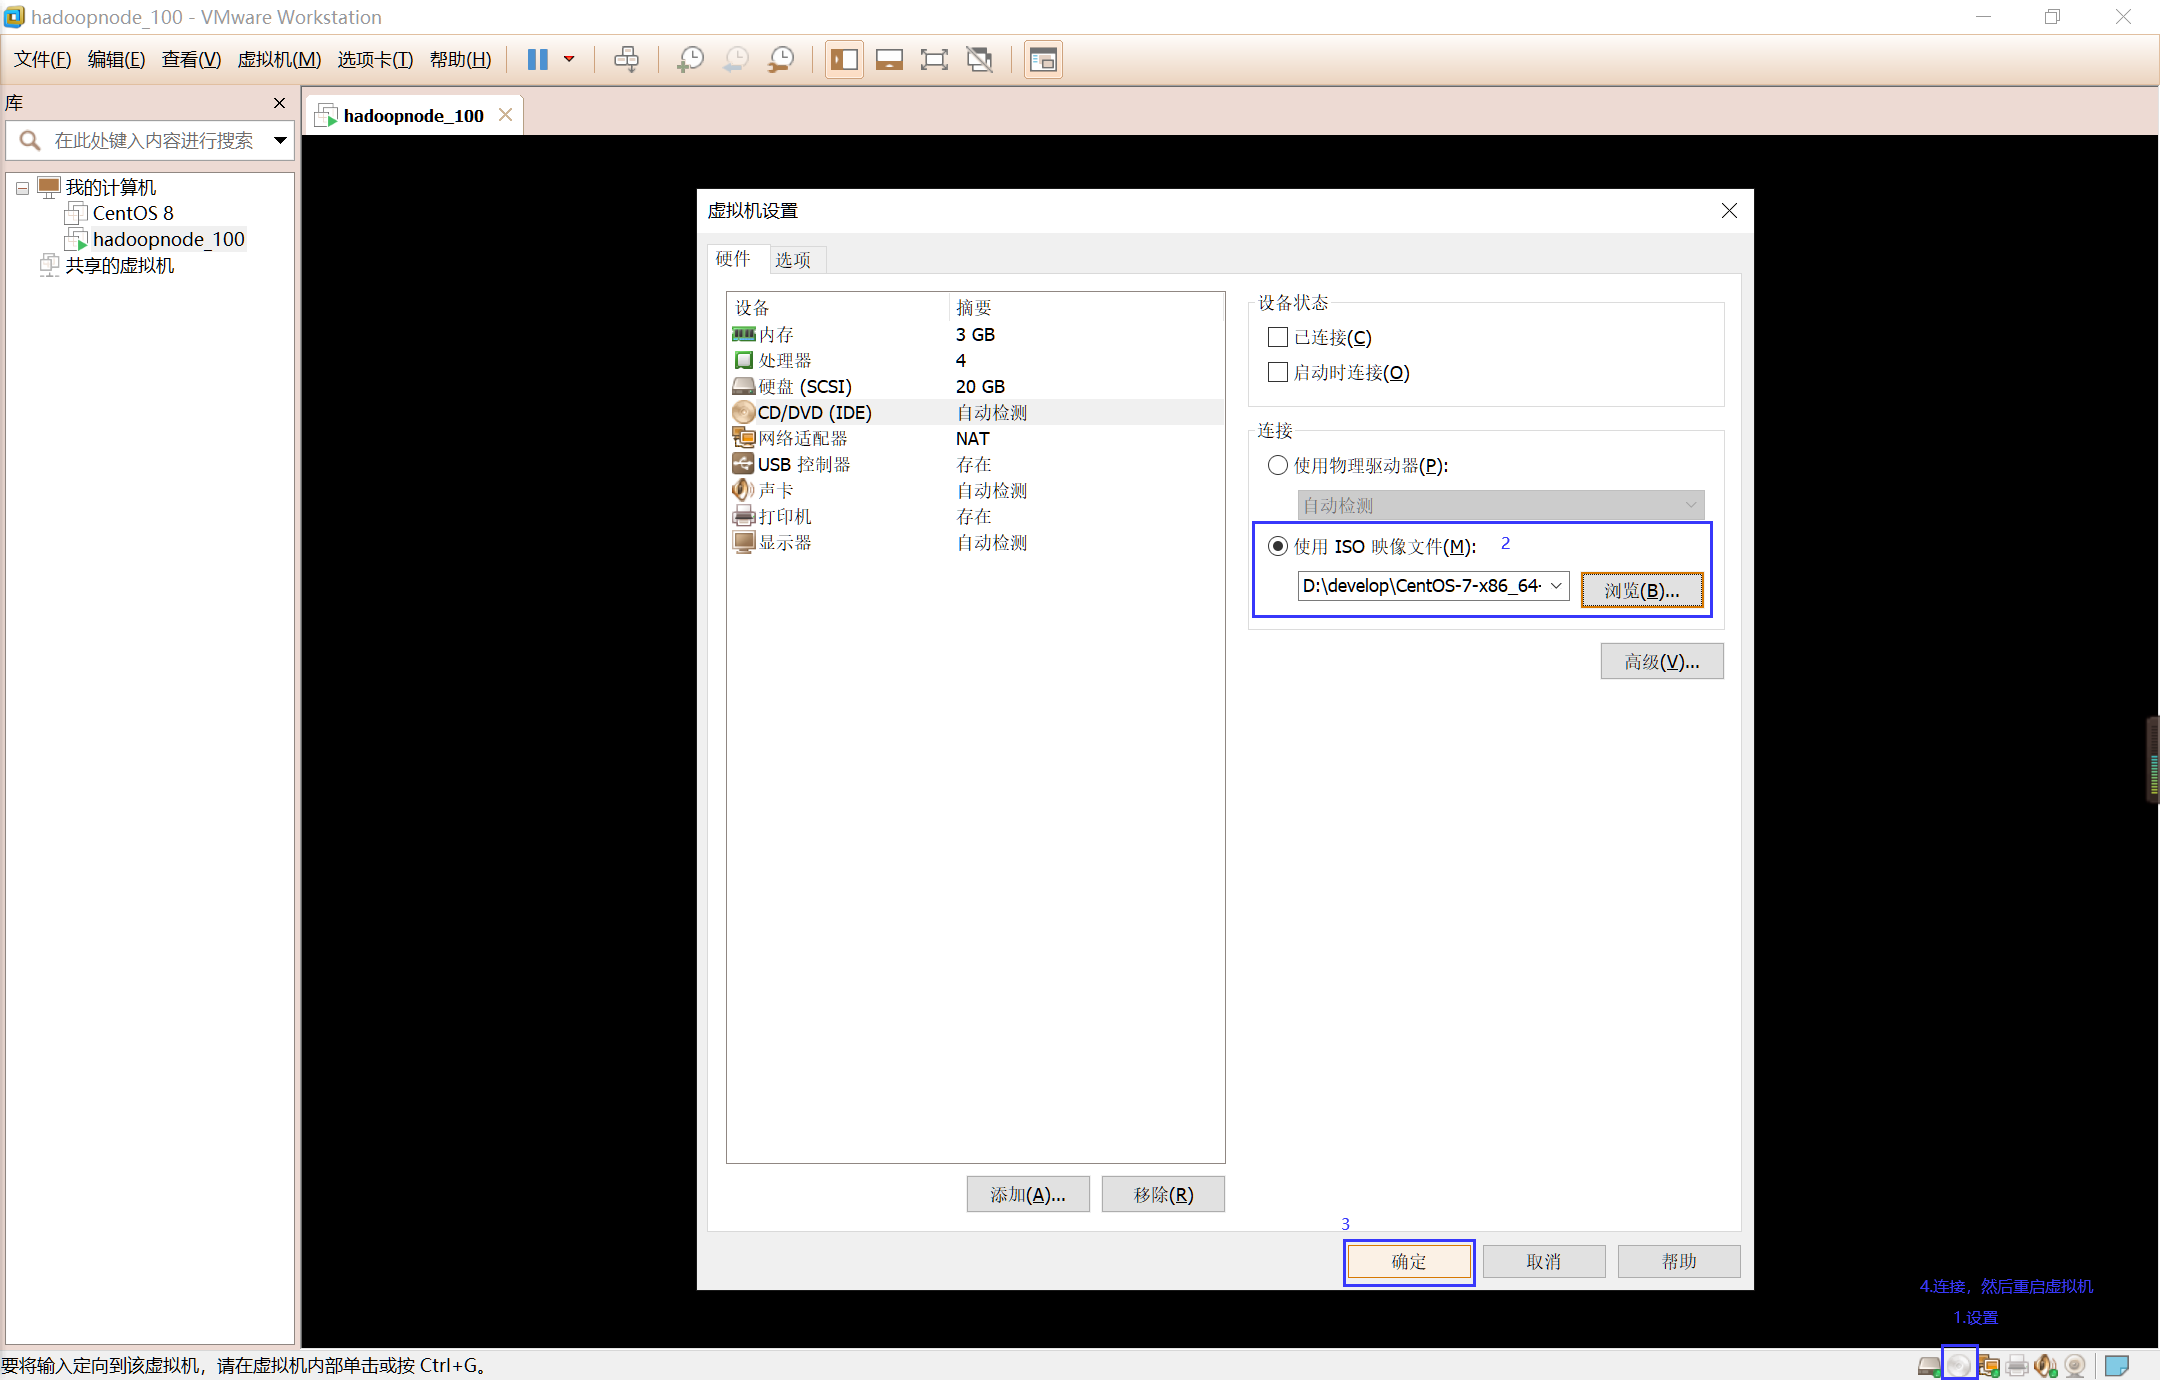 hadoopnode_100 - VMware Workstation
文件(F) 编辑(E) 查看(V) 虚拟机(M) 选项卡(T) 帮助(H)
库
在此处键入内容进行搜索
我的计算机
CentOS 8
hadoopnode_100
共享的虚拟机
hadoopnode_100
虚拟机设置
硬件 选项
设备 摘要
内存 3 GB
处理器 4
硬盘 (SCSI) 20 GB
CD/DVD (IDE) 自动检测
网络适配器 NAT
USB 控制器 存在
声卡 自动检测
打印机 存在
显示器 自动检测
设备状态
已连接(C)
启动时连接(O)
连接
使用物理驱动器(P):
自动检测
使用 ISO 映像文件(M): 2
D:\develop\CentOS-7-x86_64- 浏览(B)...
高级(V)...
添加(A)... 移除(R)
3
确定 取消 帮助
4.连接，然后重启虚拟机
1.设置
要将输入定向到该虚拟机，请在虚拟机内部单击或按 Ctrl+G。